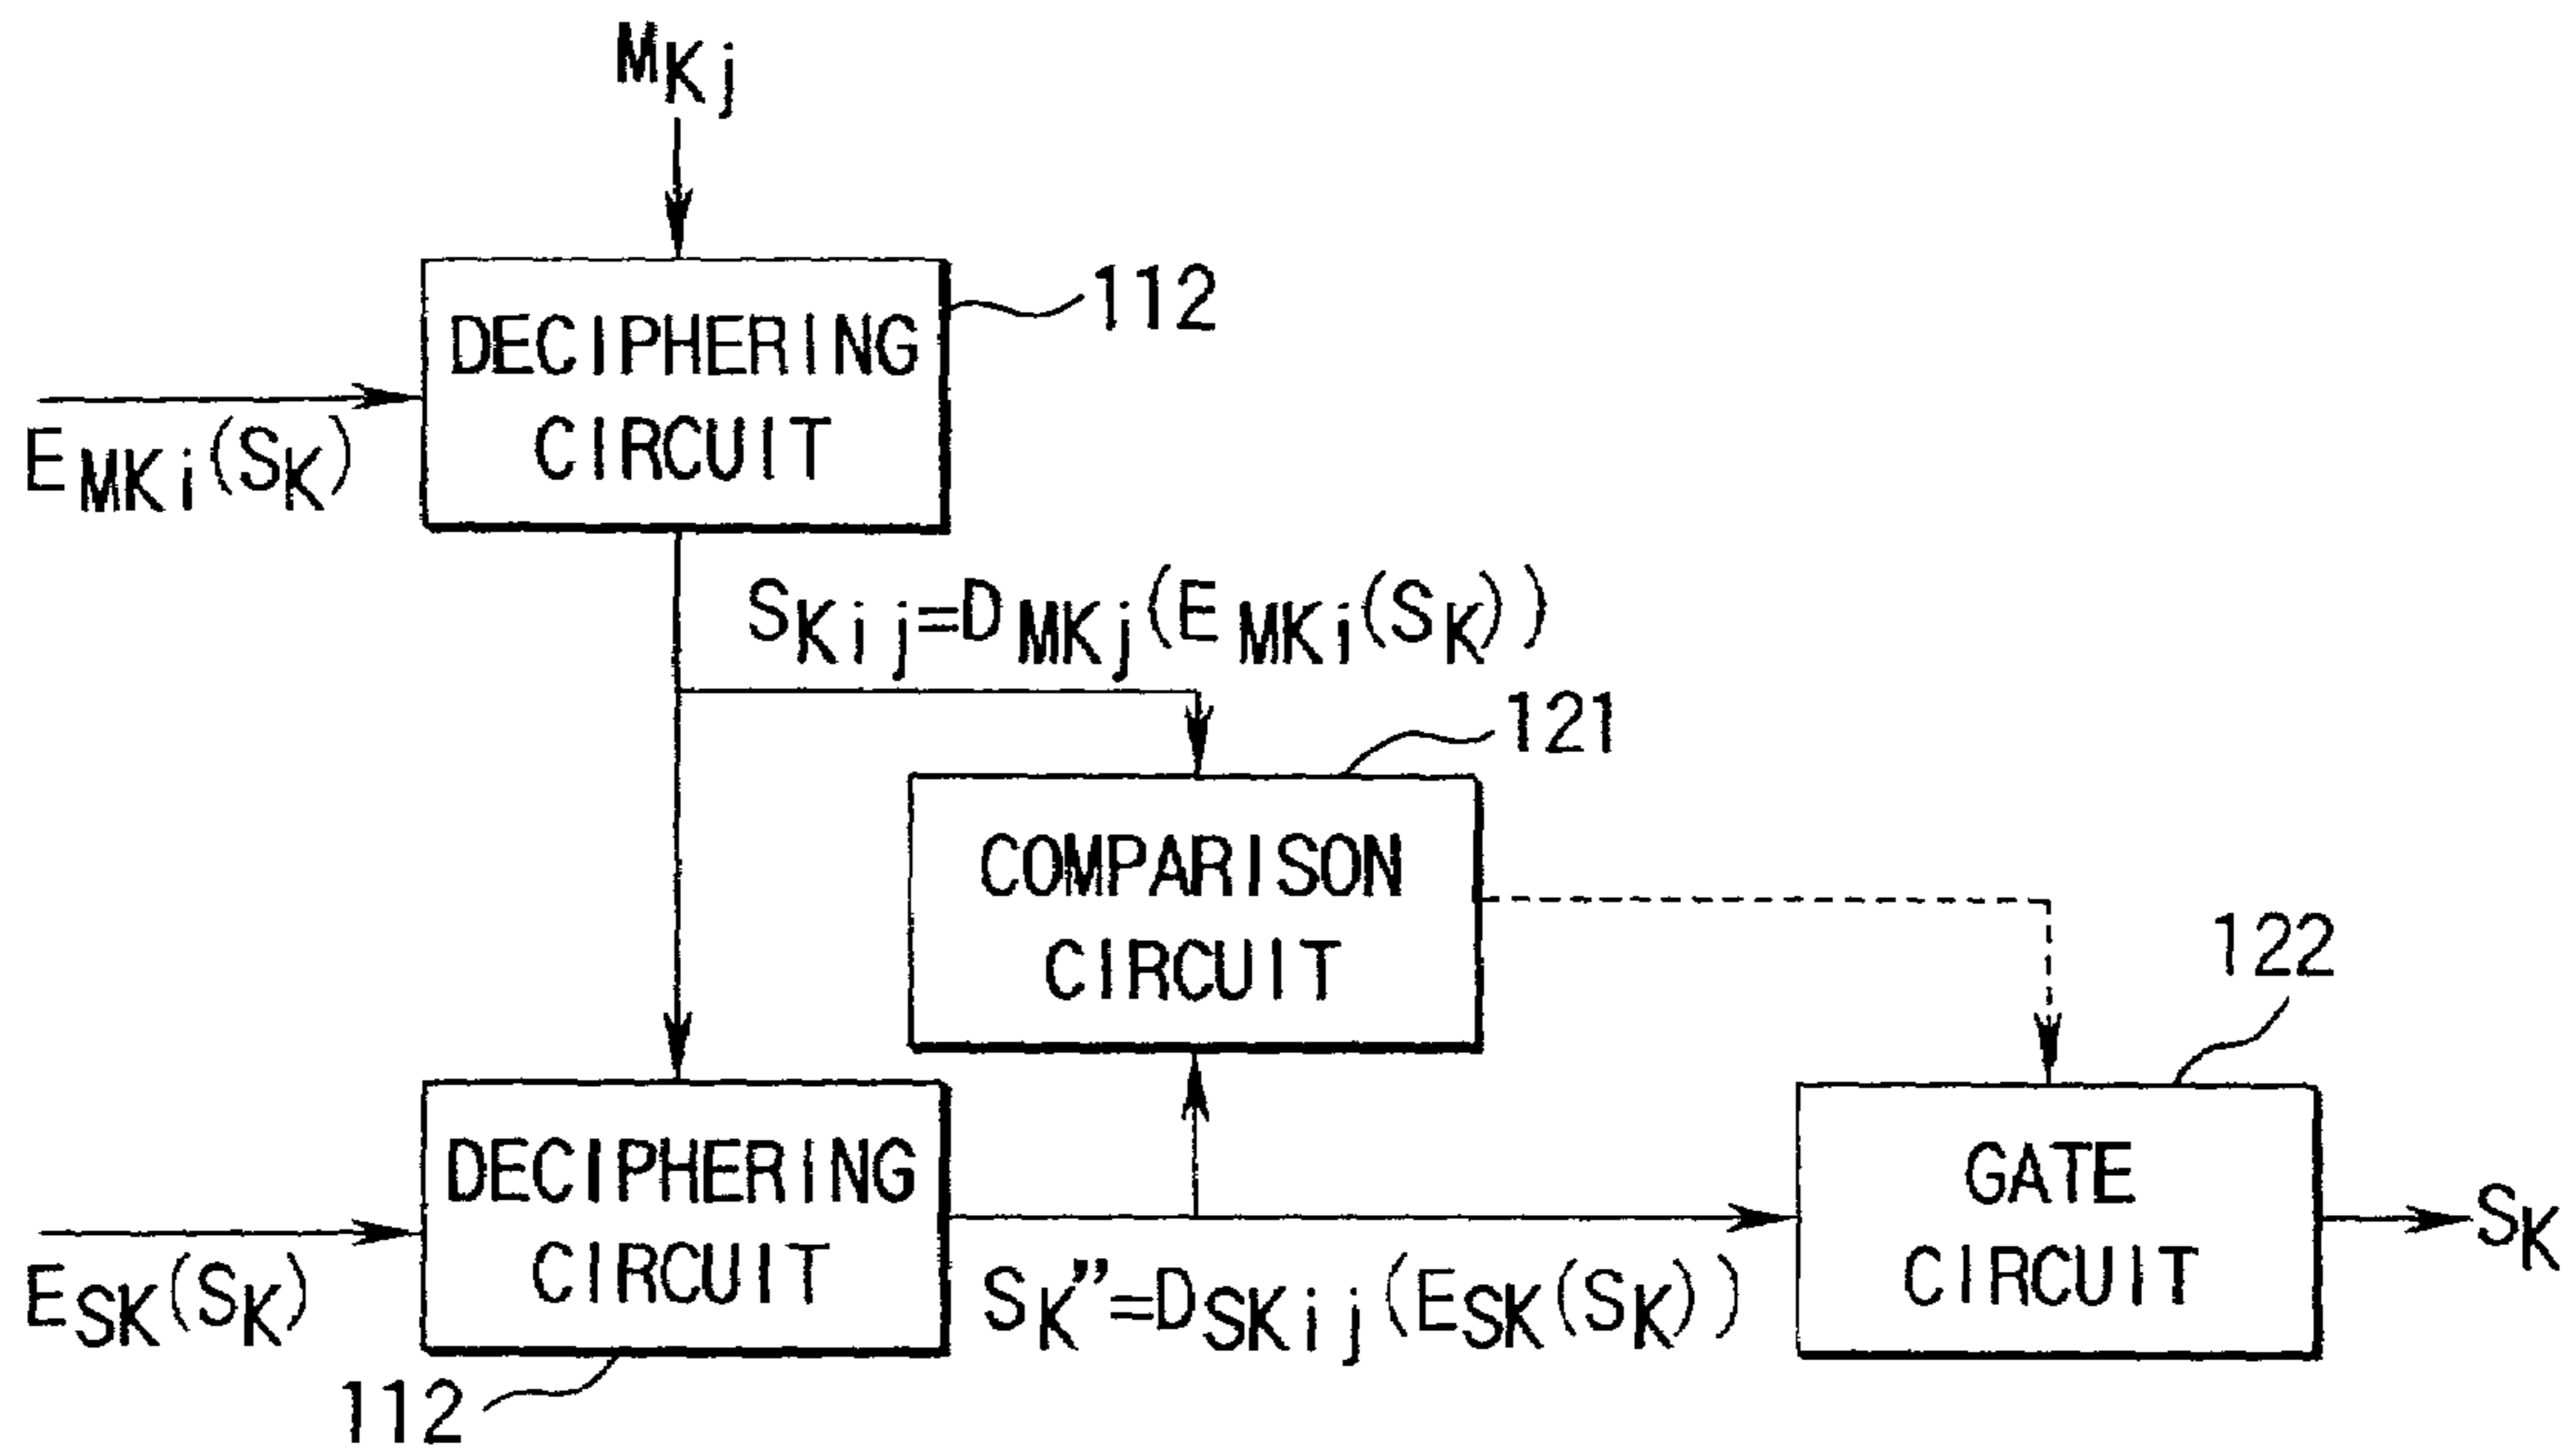 MKj
DECIPHERING
CIRCUIT
112
EMKi(SK)
SKij=DMKj(EMKi(SK))
121
COMPARISON
CIRCUIT
122
DECIPHERING
CIRCUIT
GATE
CIRCUIT
SK
ESK(SK)
SK"=DSKij(ESK(SK))
112